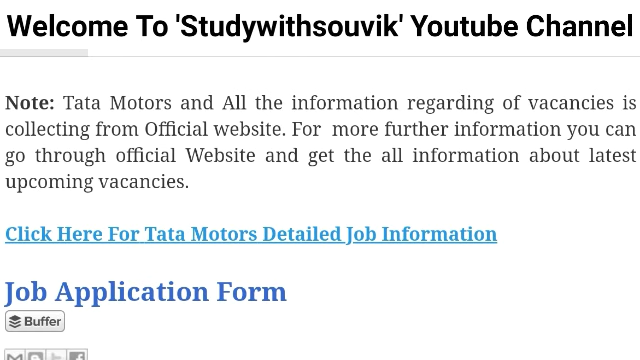 Welcome To 'Studywithsouvik' Youtube Channel
Note: Tata Motors and All the information regarding of vacancies is
collecting from Official website. For more further information you can
go through official Website and get the all information about latest
upcoming vacancies.
Click Here For Tata Motors Detailed Job Information
Job Application Form
Buffer